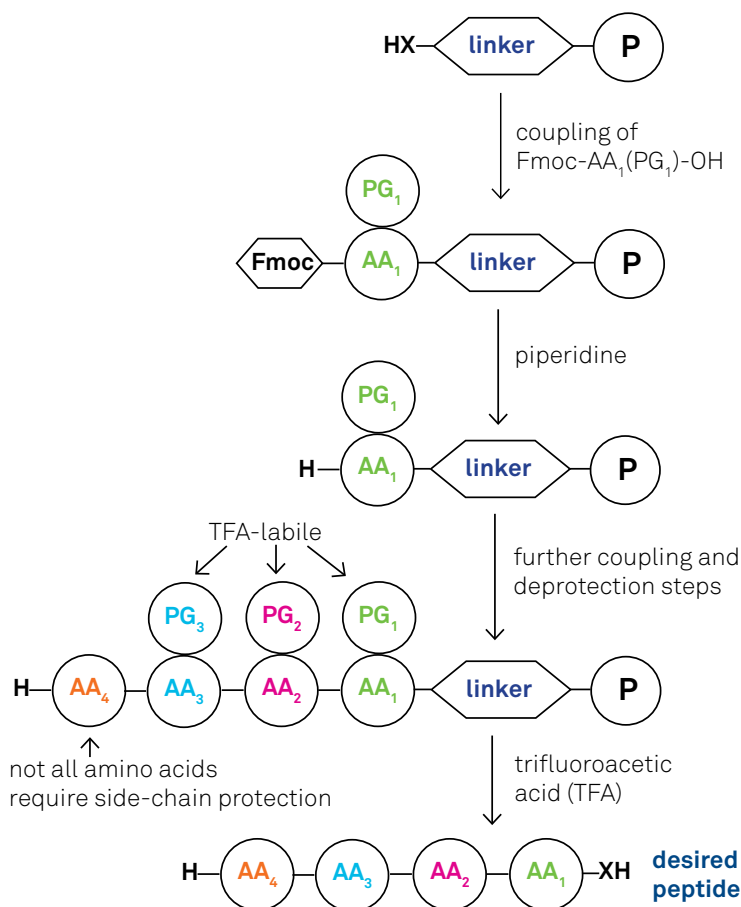 HX linker P
coupling of
Fmoc-AA₁(PG₁)-OH
PG₁
Fmoc AA₁ linker P
piperidine
PG₁
H AA₁ linker P
TFA-labile
further coupling and
deprotection steps
PG₃ PG₂ PG₁
H AA₄ AA₃ AA₂ AA₁ linker P
not all amino acids
require side-chain protection
trifluoroacetic
acid (TFA)
H AA₄ AA₃ AA₂ AA₁ XH
desired
peptide